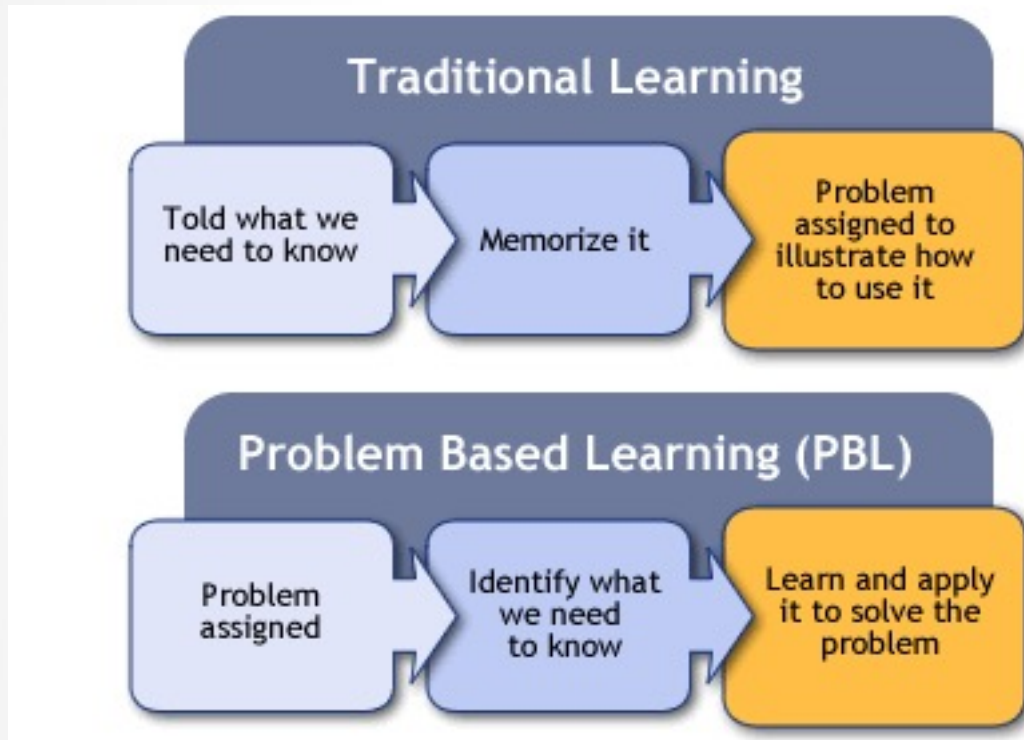 Traditional Learning
Told what we
need to know
Memorize it
Problem
assigned to
illustrate how
to use it
Problem Based Learning (PBL)
Problem
assigned
Identify what
we need
to know
Learn and apply
it to solve the
problem